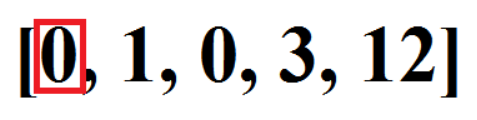 [0, 1, 0, 3, 12]